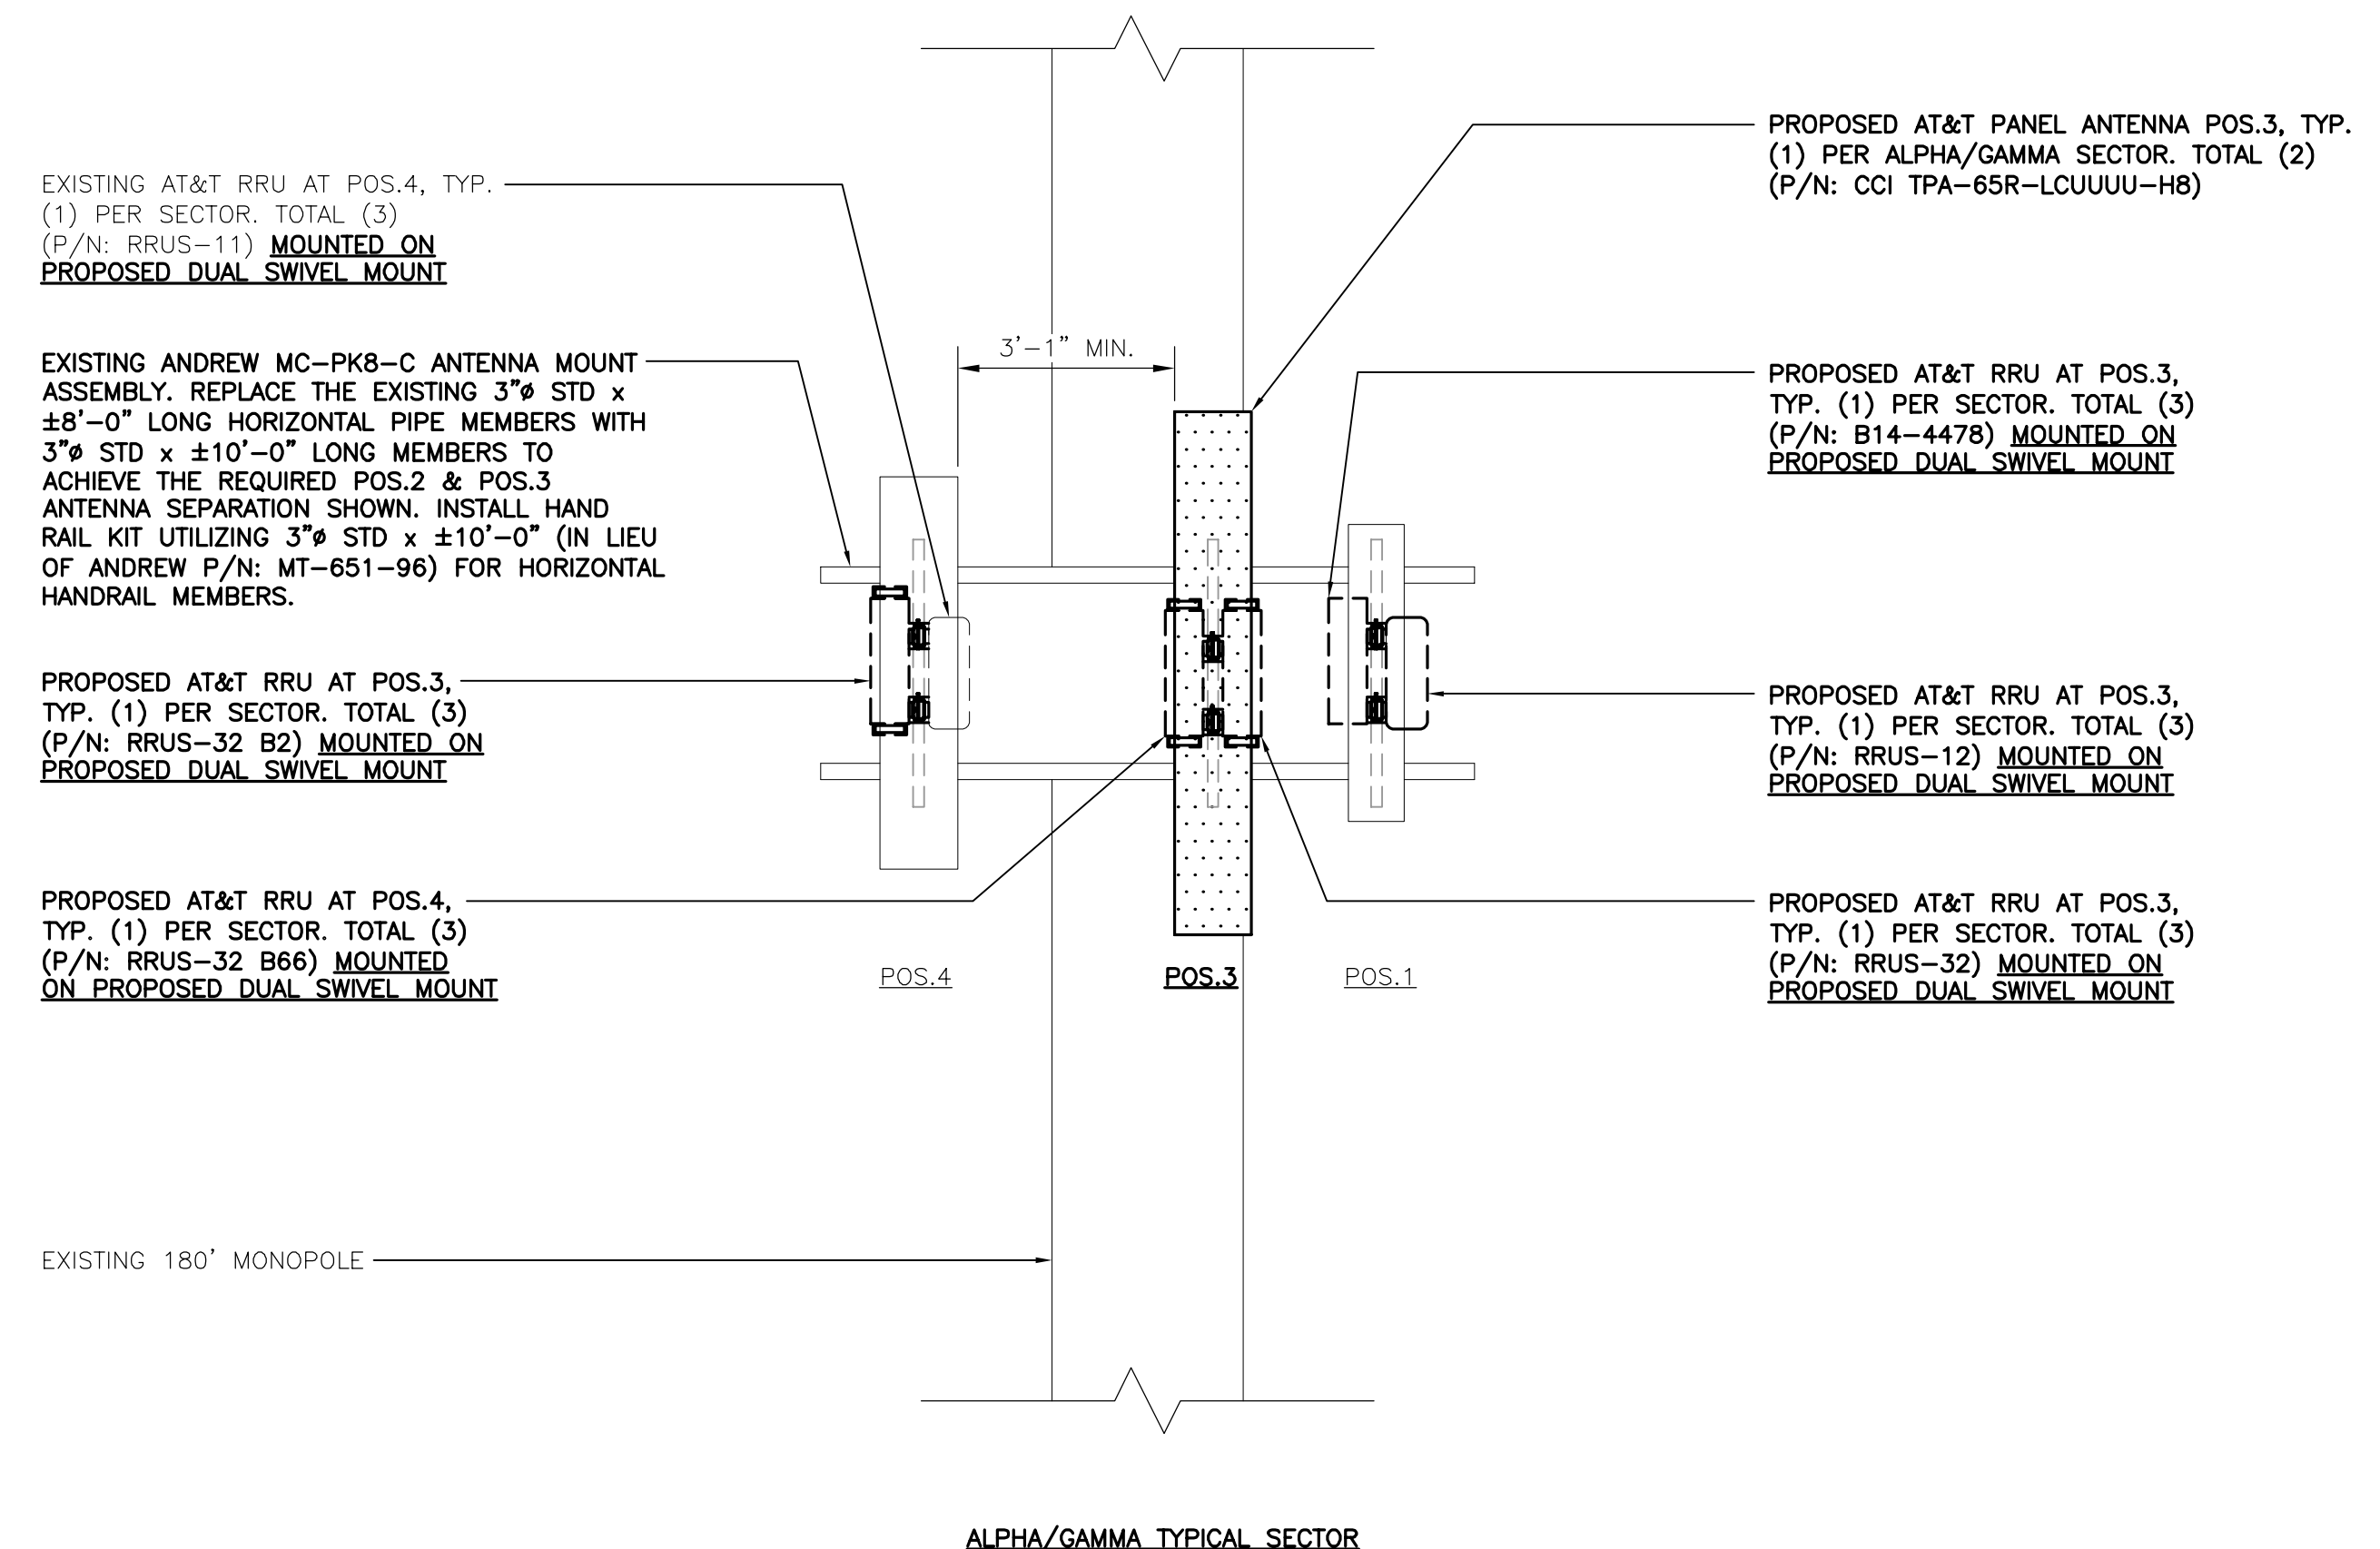 EXISTING AT&T RRU AT POS.4, TYP.
(1) PER SECTOR. TOTAL (3)
(P/N: RRUS-11) MOUNTED ON
PROPOSED DUAL SWIVEL MOUNT
EXISTING ANDREW MC-PK8-C ANTENNA MOUNT
ASSEMBLY. REPLACE THE EXISTING 3"ø STD x
±8'-0" LONG HORIZONTAL PIPE MEMBERS WITH
3"ø STD x ±10'-0" LONG MEMBERS TO
ACHIEVE THE REQUIRED POS.2 & POS.3
ANTENNA SEPARATION SHOWN. INSTALL HAND
RAIL KIT UTILIZING 3"ø STD x ±10'-0" (IN LIEU
OF ANDREW P/N: MT-651-96) FOR HORIZONTAL
HANDRAIL MEMBERS.
PROPOSED AT&T RRU AT POS.3,
TYP. (1) PER SECTOR. TOTAL (3)
(P/N: RRUS-32 B2) MOUNTED ON
PROPOSED DUAL SWIVEL MOUNT
PROPOSED AT&T RRU AT POS.4,
TYP. (1) PER SECTOR. TOTAL (3)
(P/N: RRUS-32 B66) MOUNTED
ON PROPOSED DUAL SWIVEL MOUNT
EXISTING 180' MONOPOLE
3'-1" MIN.
POS.4
POS.3
POS.1
PROPOSED AT&T PANEL ANTENNA POS.3, TYP.
(1) PER ALPHA/GAMMA SECTOR. TOTAL (2)
(P/N: CCI TPA-65R-LCUUUU-H8)
PROPOSED AT&T RRU AT POS.3,
TYP. (1) PER SECTOR. TOTAL (3)
(P/N: B14-4478) MOUNTED ON
PROPOSED DUAL SWIVEL MOUNT
PROPOSED AT&T RRU AT POS.3,
TYP. (1) PER SECTOR. TOTAL (3)
(P/N: RRUS-12) MOUNTED ON
PROPOSED DUAL SWIVEL MOUNT
PROPOSED AT&T RRU AT POS.3,
TYP. (1) PER SECTOR. TOTAL (3)
(P/N: RRUS-32) MOUNTED ON
PROPOSED DUAL SWIVEL MOUNT
ALPHA/GAMMA TYPICAL SECTOR